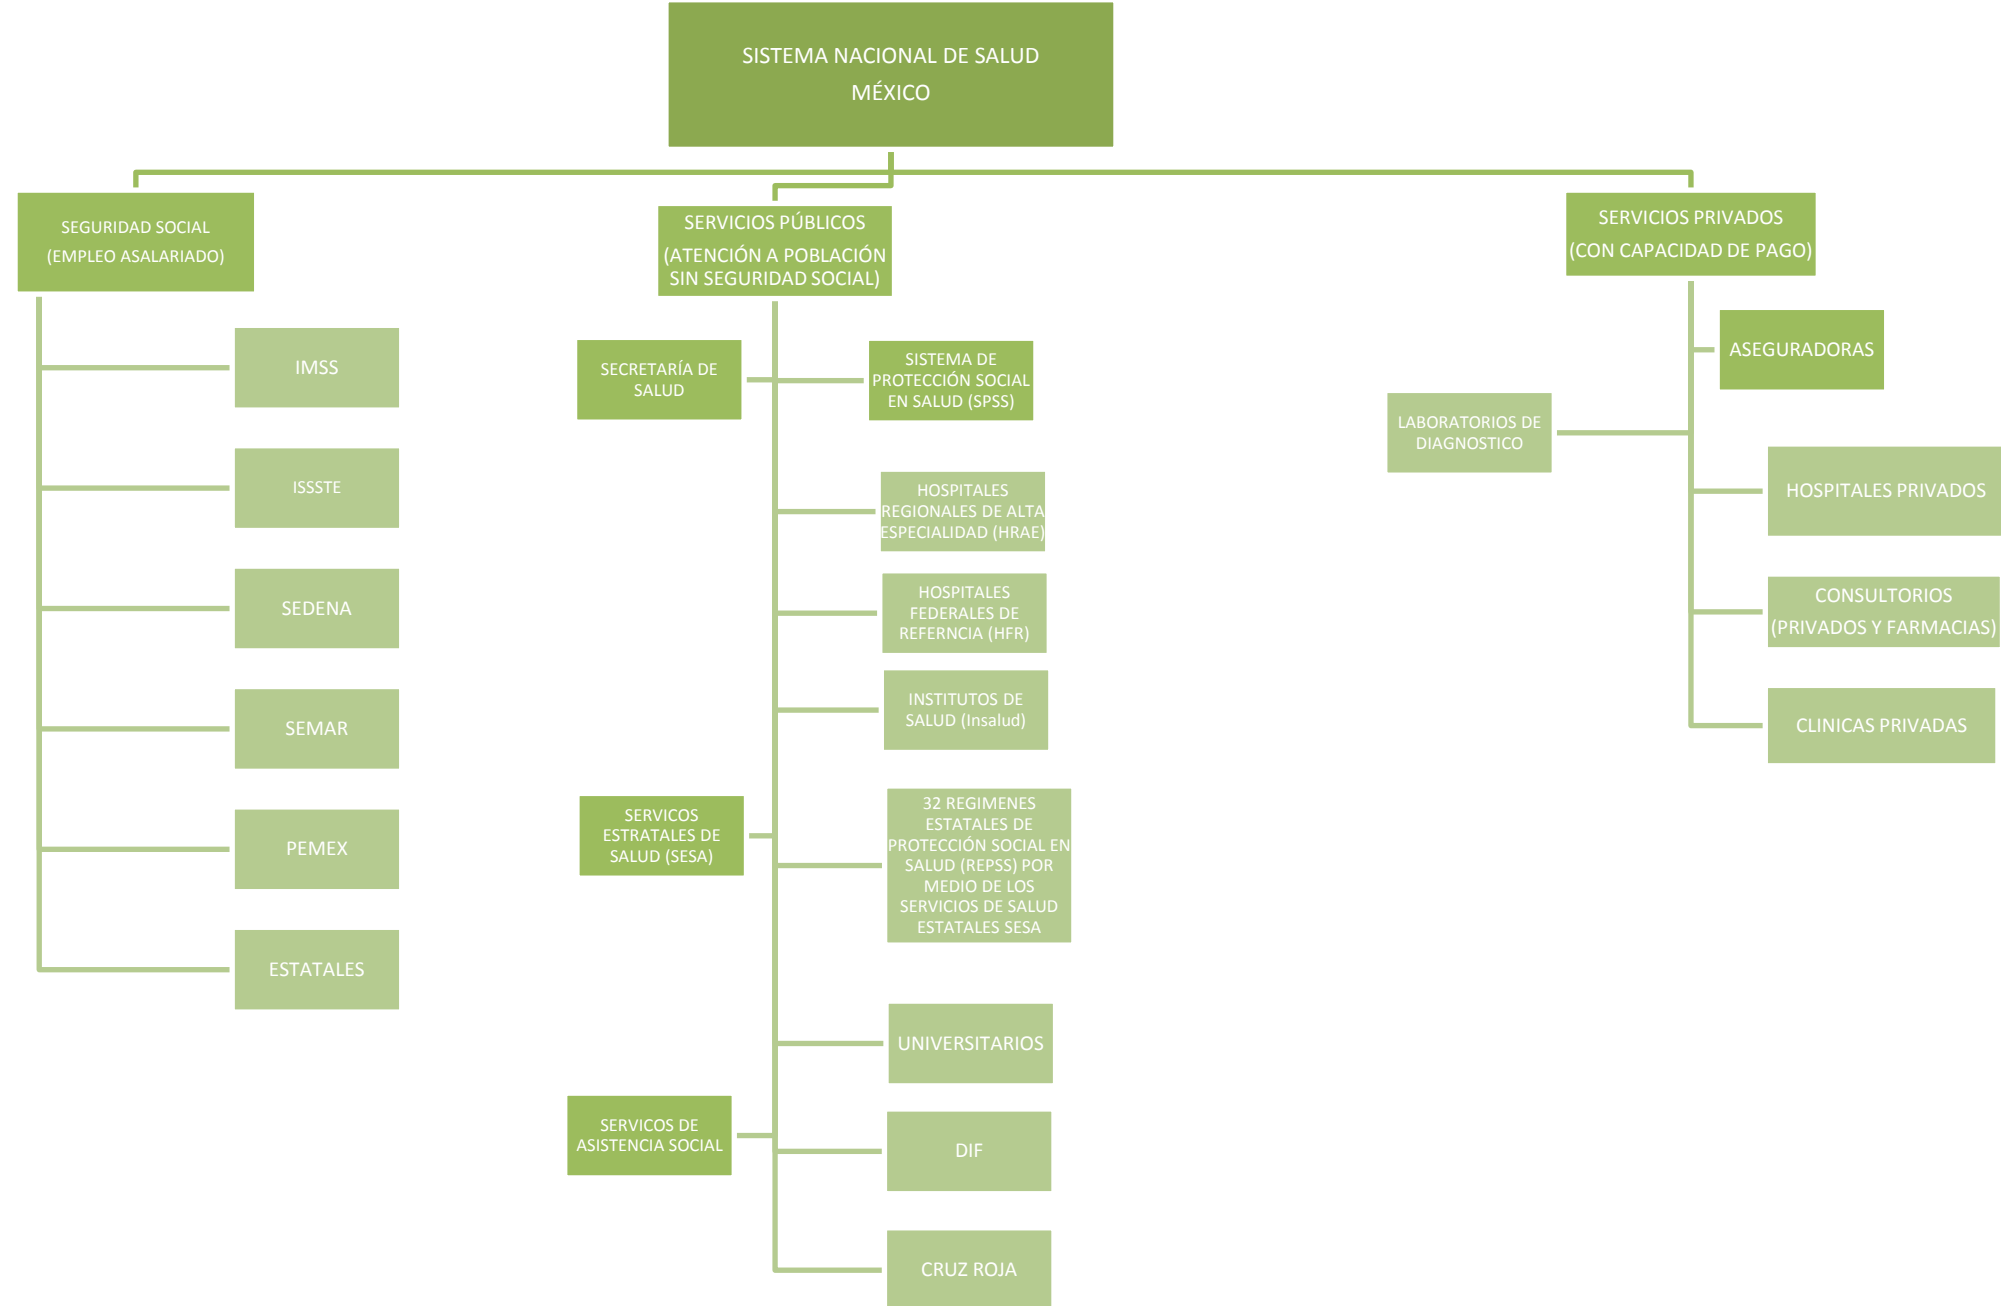 SISTEMA NACIONAL DE SALUD
MÉXICO
SEGURIDAD SOCIAL
(EMPLEO ASALARIADO)
IMSS
ISSSTE
SEDENA
SEMAR
PEMEX
ESTATALES
SERVICIOS PÚBLICOS
(ATENCIÓN A POBLACIÓN
SIN SEGURIDAD SOCIAL)
SECRETARÍA DE
SALUD
SISTEMA DE
PROTECCIÓN SOCIAL
EN SALUD (SPSS)
HOSPITALES
REGIONALES DE ALTA
ESPECIALIDAD (HRAE)
HOSPITALES
FEDERALES DE
REFERNCIA (HFR)
INSTITUTOS DE
SALUD (Insalud)
SERVICOS
ESTRATALES DE
SALUD (SESA)
32 REGIMENES
ESTATALES DE
PROTECCIÓN SOCIAL EN
SALUD (REPSS) POR
MEDIO DE LOS
SERVICIOS DE SALUD
ESTATALES SESA
UNIVERSITARIOS
SERVICOS DE
ASISTENCIA SOCIAL
DIF
CRUZ ROJA
SERVICIOS PRIVADOS
(CON CAPACIDAD DE PAGO)
ASEGURADORAS
LABORATORIOS DE
DIAGNOSTICO
HOSPITALES PRIVADOS
CONSULTORIOS
(PRIVADOS Y FARMACIAS)
CLINICAS PRIVADAS